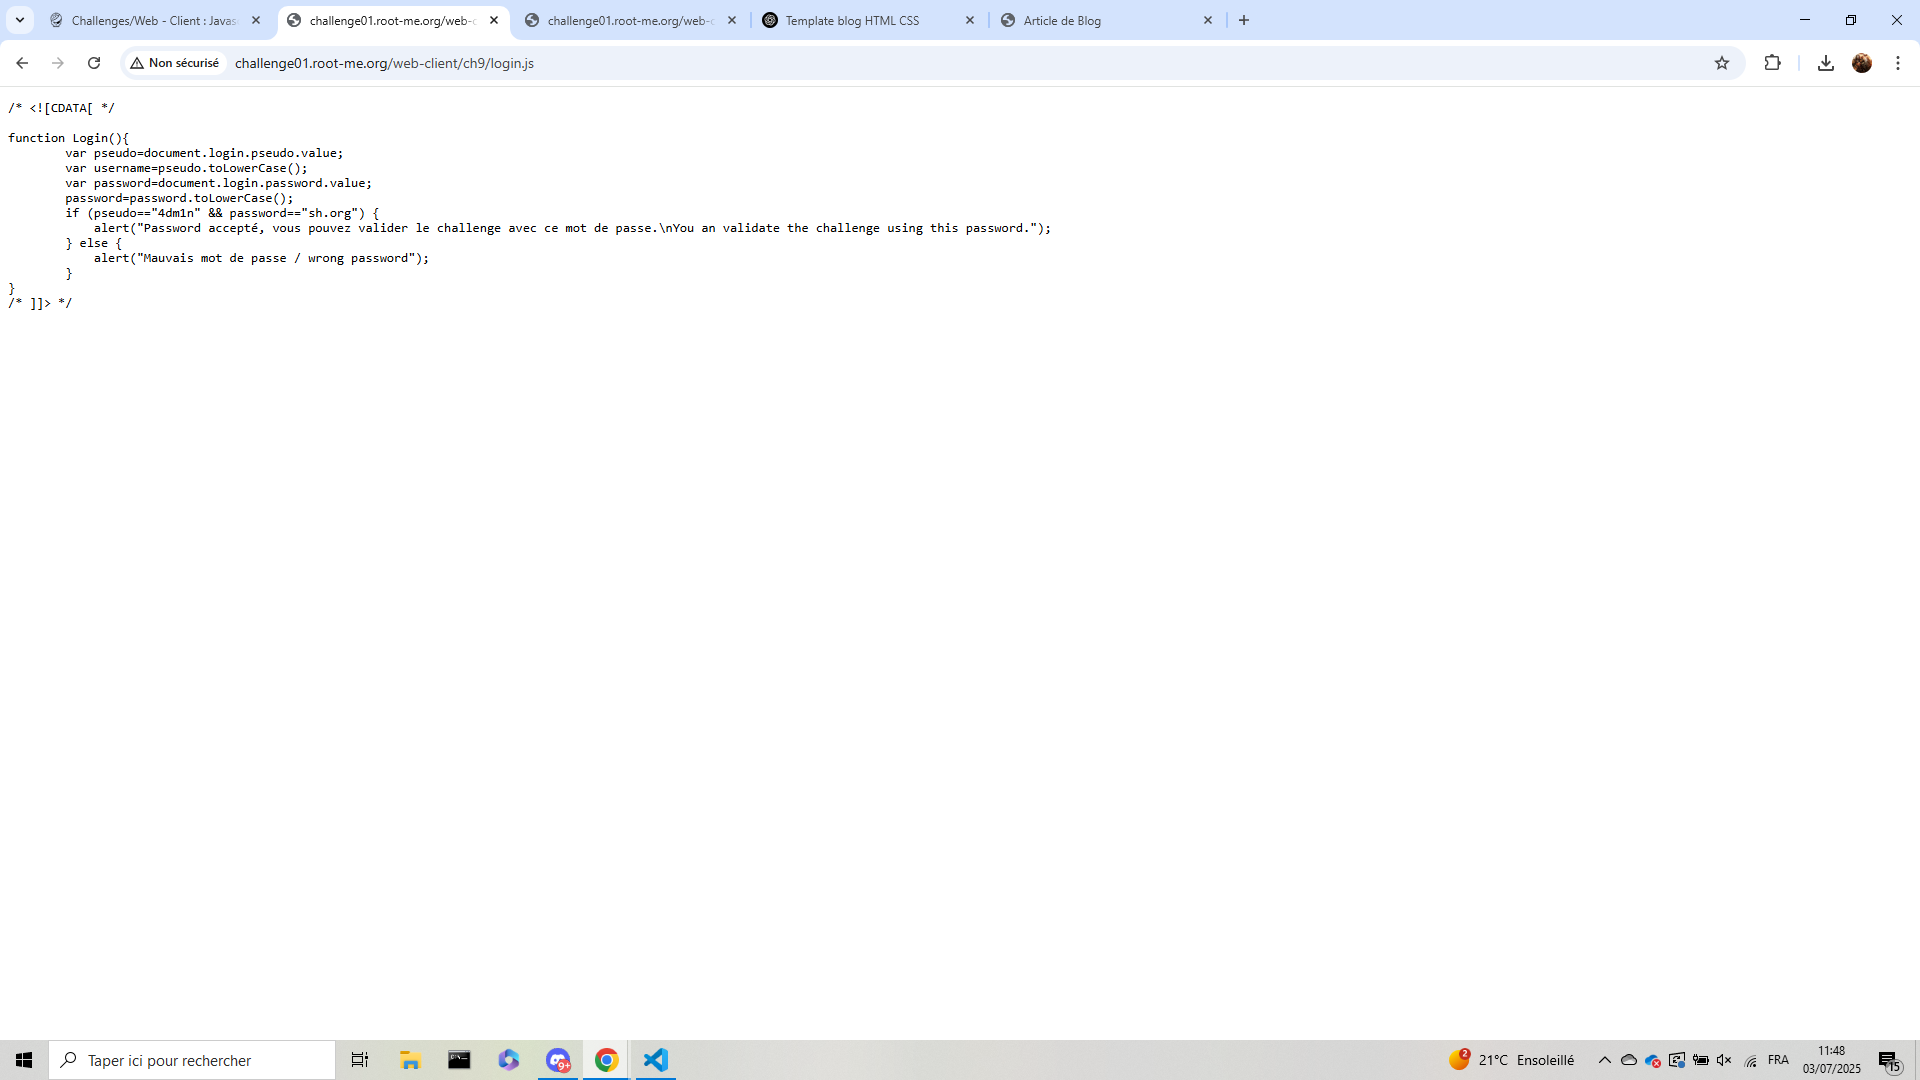 Challenges/Web - Client : Javas
challenge01.root-me.org/web-c
challenge01.root-me.org/web-c
Template blog HTML CSS
Article de Blog
Non sécurisé
challenge01.root-me.org/web-client/ch9/login.js
/* <![CDATA[ */
function Login(){
var pseudo=document.login.pseudo.value;
var username=pseudo.toLowerCase();
var password=document.login.password.value;
password=password.toLowerCase();
if (pseudo=="4dm1n" && password=="sh.org") {
alert("Password accepté, vous pouvez valider le challenge avec ce mot de passe.\nYou an validate the challenge using this password.");
} else {
alert("Mauvais mot de passe / wrong password");
}
}
/* ]]> */
Taper ici pour rechercher
9+
2
21°C Ensoleillé
FRA
11:48
03/07/2025
15